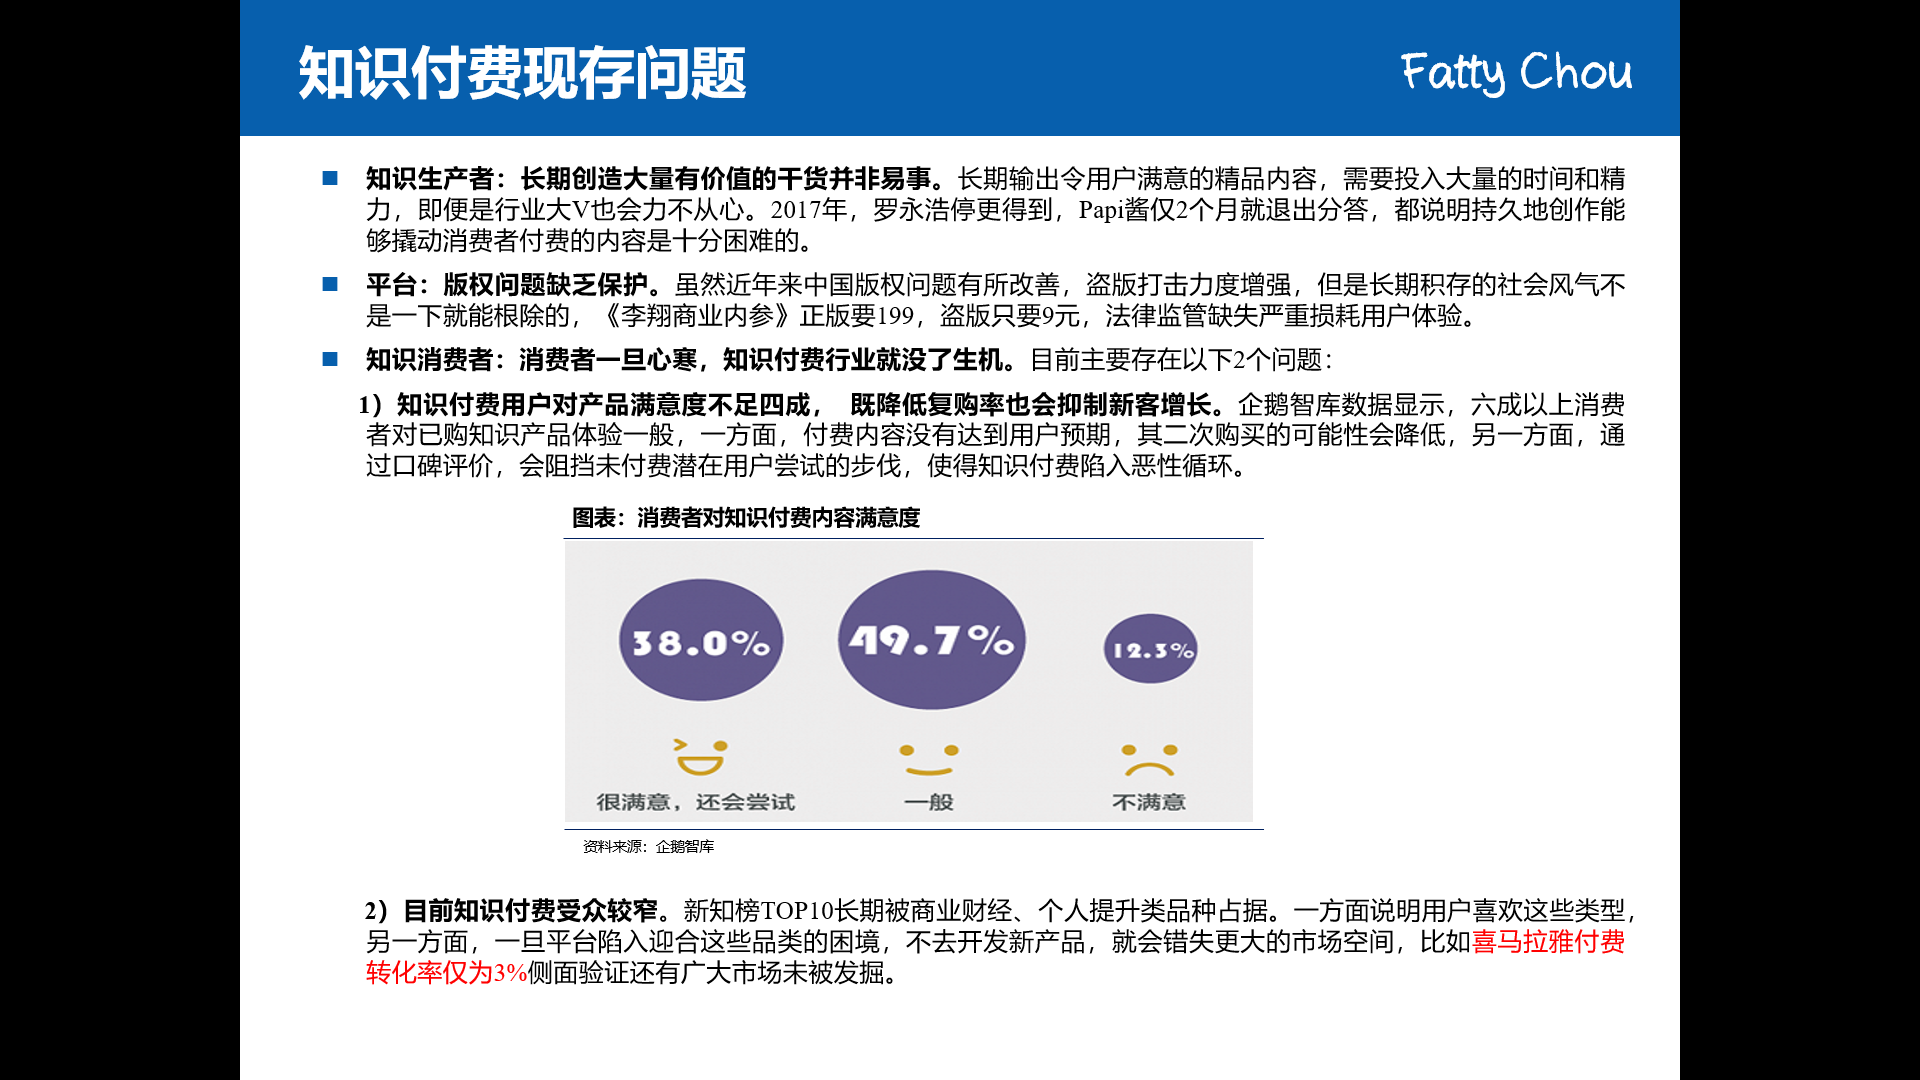 知识付费现存问题
Fatty Chou
知识生产者：长期创造大量有价值的干货并非易事。长期输出令用户满意的精品内容，需要投入大量的时间和精
力，即便是行业大V也会力不从心。2017年，罗永浩停更得到，Papi酱仅2个月就退出分答，都说明持久地创作能
够撬动消费者付费的内容是十分困难的。
平台：版权问题缺乏保护。虽然近年来中国版权问题有所改善，盗版打击力度增强，但是长期积存的社会风气不
是一下就能根除的，《李翔商业内参》正版要199，盗版只要9元，法律监管缺失严重损耗用户体验。
知识消费者：消费者一旦心寒，知识付费行业就没了生机。目前主要存在以下2个问题：
1）知识付费用户对产品满意度不足四成， 既降低复购率也会抑制新客增长。企鹅智库数据显示，六成以上消费
者对已购知识产品体验一般，一方面，付费内容没有达到用户预期，其二次购买的可能性会降低，另一方面，通
过口碑评价，会阻挡未付费潜在用户尝试的步伐，使得知识付费陷入恶性循环。
图表：消费者对知识付费内容满意度
38.0% 49.7% 12.3%
很满意，还会尝试 一般 不满意
资料来源：企鹅智库
2）目前知识付费受众较窄。新知榜TOP10长期被商业财经、个人提升类品种占据。一方面说明用户喜欢这些类型，
另一方面，一旦平台陷入迎合这些品类的困境，不去开发新产品，就会错失更大的市场空间，比如喜马拉雅付费
转化率仅为3%侧面验证还有广大市场未被发掘。